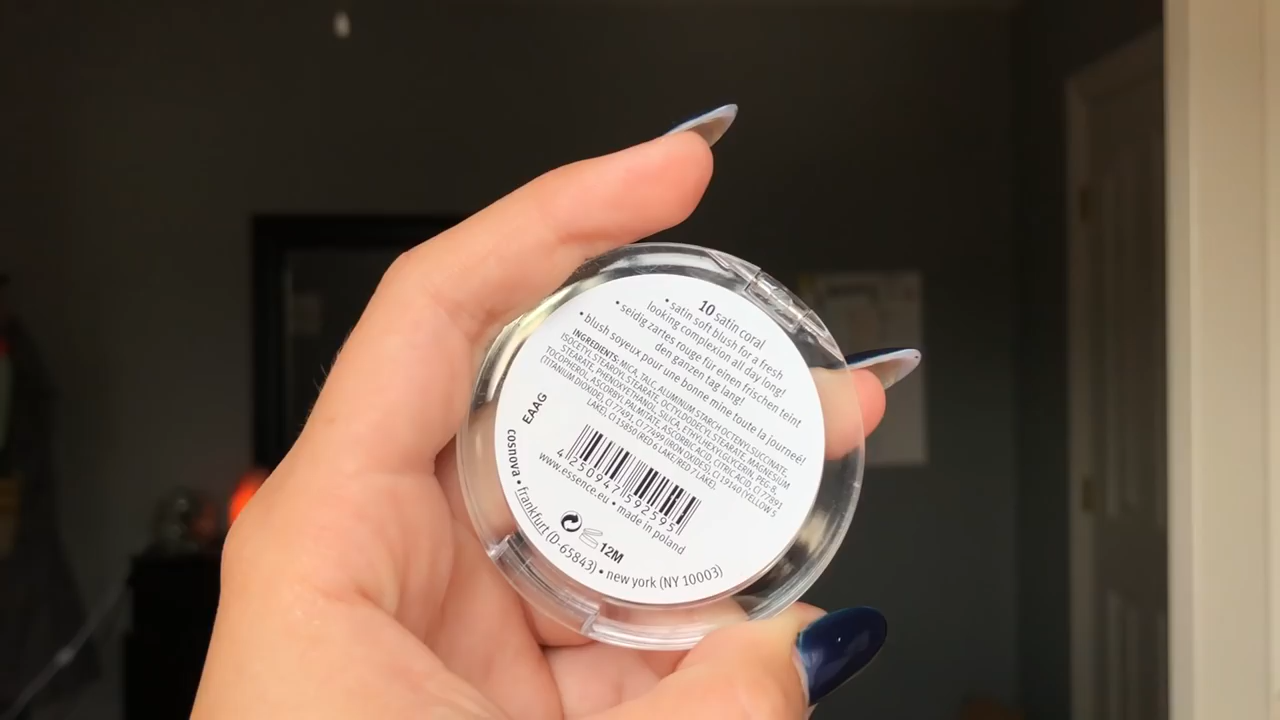 10 satin coral
• satin soft blush for a fresh
looking complexion all day long!
• seidig zartes rouge für einen frischen teint
den ganzen tag lang!
• blush soyeux pour une bonne mine toute la journeé!
INGREDIENTS: MICA, TALC, ALUMINUM STARCH OCTENYLSUCCINATE,
ISOCETYL STEAROYL STEARATE, OCTYLDODECYL STEARATE, MAGNESIUM
STEARATE, PHENOXYETHANOL, SILICA, ETHYLHEXYLGLYCERIN, PEG-8,
TOCOPHEROL, ASCORBYL PALMITATE, ASCORBIC ACID, CITRIC ACID, CI 77891
(TITANIUM DIOXIDE), CI 77491, CI 77499 (IRON OXIDES), CI 19140 (YELLOW 5
LAKE), CI 15850 (RED 6 LAKE/RED 7 LAKE).
EAAG
4 250947 592595
www.essence.eu • made in poland
12M
cosnova • frankfurt (D-65843) • new york (NY 10003)